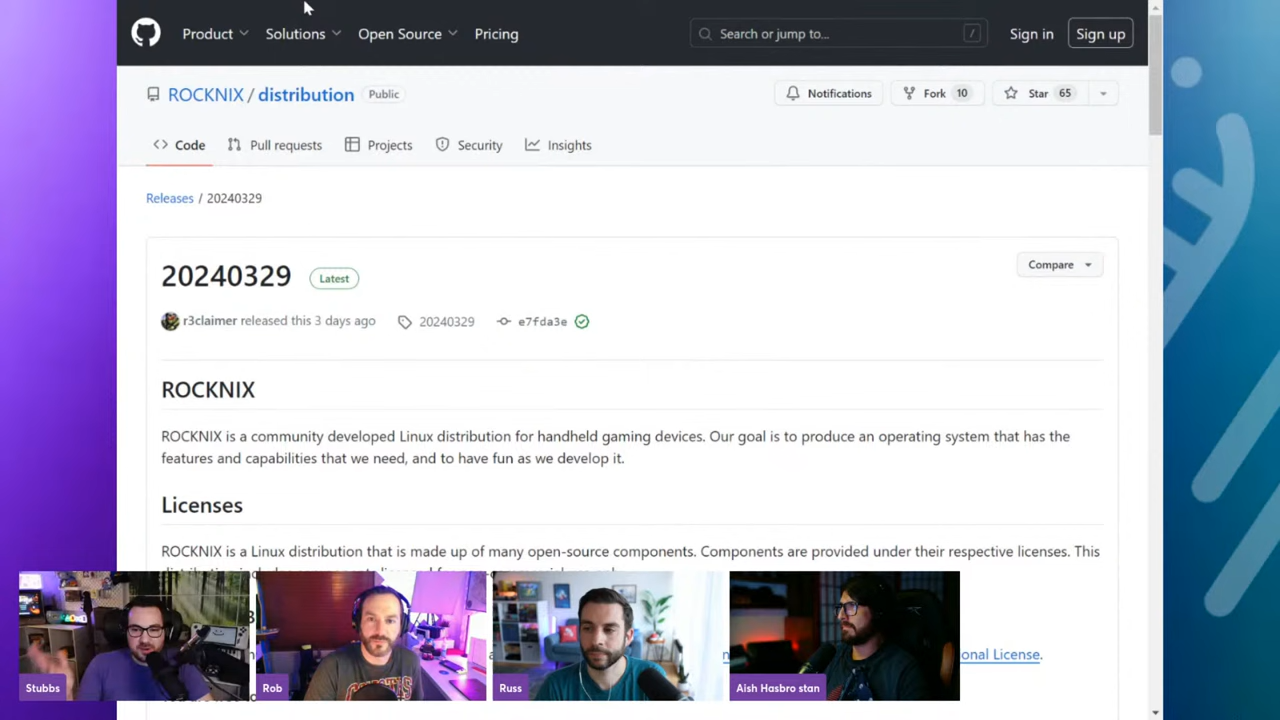 Product Solutions Open Source Pricing Search or jump to... / Sign in Sign up
ROCKNIX / distribution Public Notifications Fork 10 Star 65
Code Pull requests Projects Security Insights
Releases / 20240329
20240329 Latest Compare
r3claimer released this 3 days ago 20240329 e7fda3e
ROCKNIX
ROCKNIX is a community developed Linux distribution for handheld gaming devices. Our goal is to produce an operating system that has the
features and capabilities that we need, and to have fun as we develop it.
Licenses
ROCKNIX is a Linux distribution that is made up of many open-source components. Components are provided under their respective licenses. This
onal License.
Stubbs Rob Russ Aish Hasbro stan